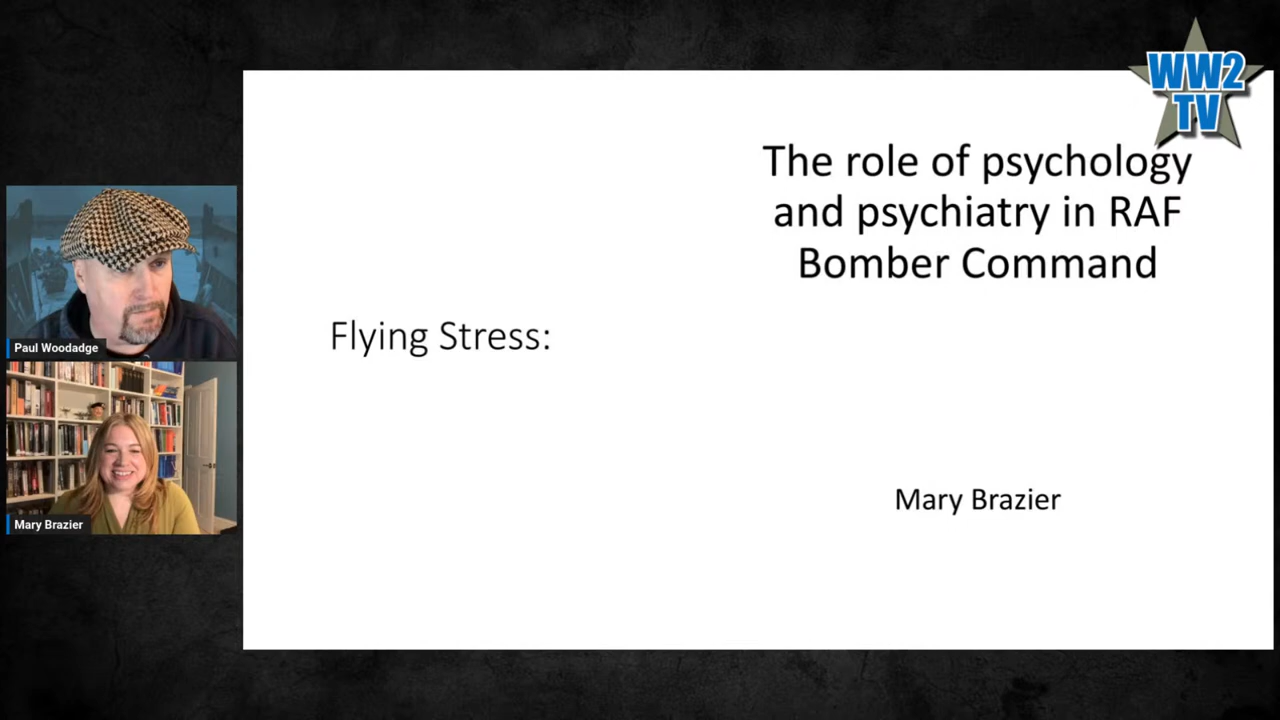 WW2
TV
The role of psychology
and psychiatry in RAF
Bomber Command
Flying Stress:
Paul Woodadge
Mary Brazier
Mary Brazier